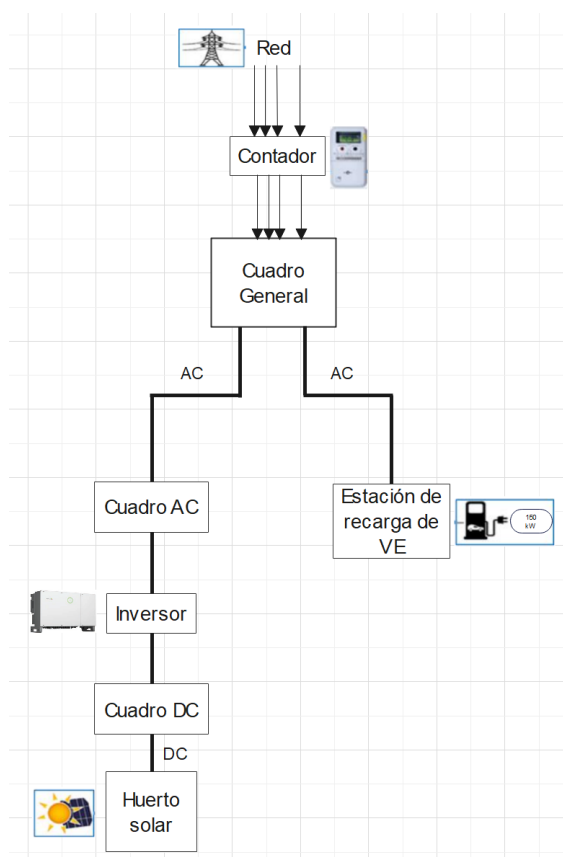 Red
Contador
Cuadro
General
AC
AC
Cuadro AC
Estación de
recarga de
VE
150
kW
Inversor
Cuadro DC
DC
Huerto
solar